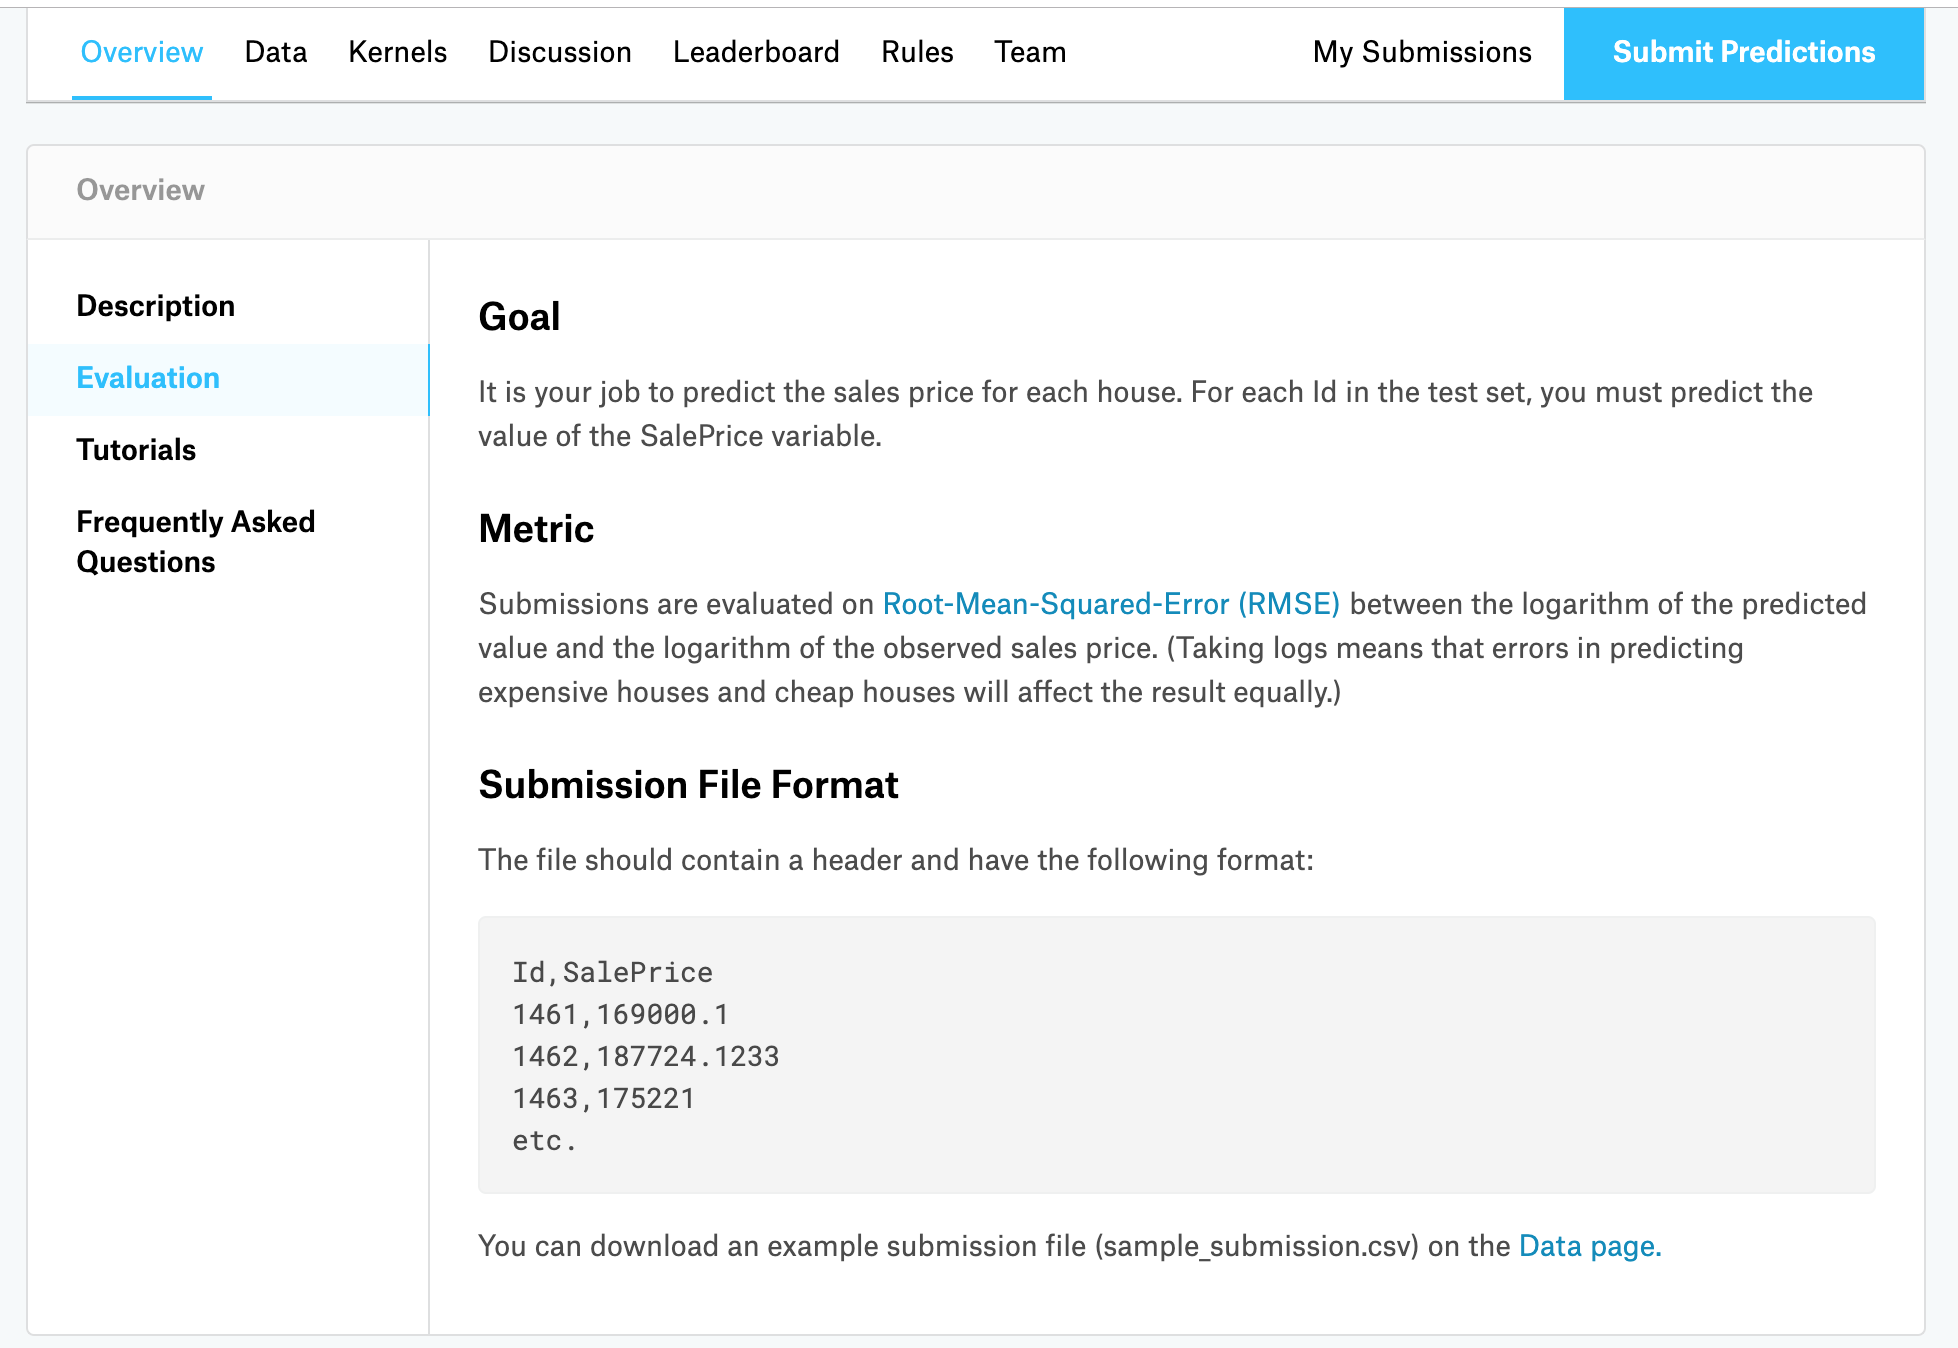 Overview Data Kernels Discussion Leaderboard Rules Team My Submissions Submit Predictions
Overview
Description
Evaluation
Tutorials
Frequently Asked
Questions
Goal
It is your job to predict the sales price for each house. For each Id in the test set, you must predict the
value of the SalePrice variable.
Metric
Submissions are evaluated on Root-Mean-Squared-Error (RMSE) between the logarithm of the predicted
value and the logarithm of the observed sales price. (Taking logs means that errors in predicting
expensive houses and cheap houses will affect the result equally.)
Submission File Format
The file should contain a header and have the following format:
Id,SalePrice
1461,169000.1
1462,187724.1233
1463,175221
etc.
You can download an example submission file (sample_submission.csv) on the Data page.